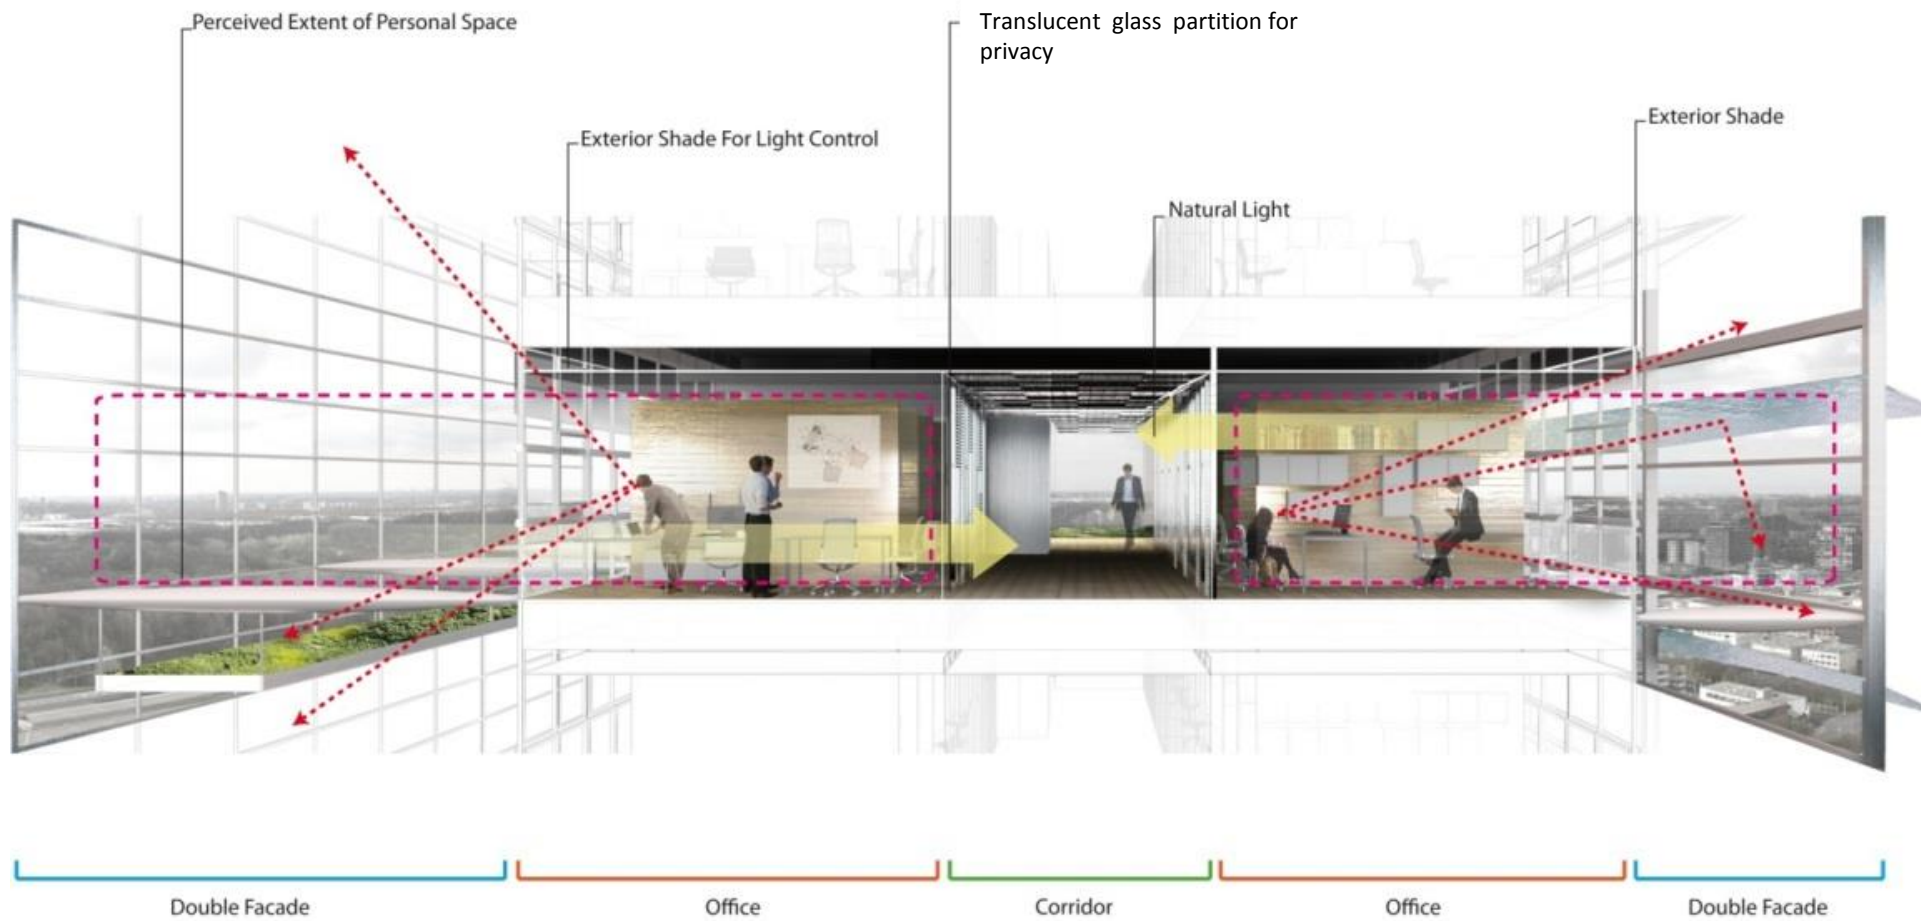 Perceived Extent of Personal Space
Translucent glass partition for
privacy
Exterior Shade For Light Control
Exterior Shade
Natural Light
Double Facade
Office
Corridor
Office
Double Facade